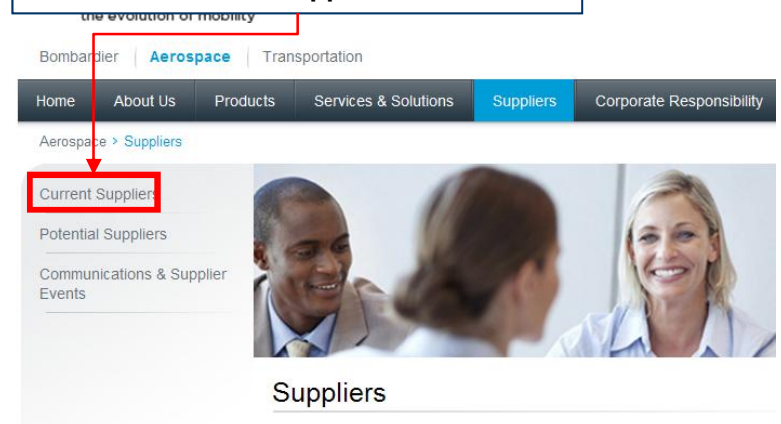 the evolution of mobility
Bombardier Aerospace Transportation
Home About Us Products Services & Solutions Suppliers Corporate Responsibility
Aerospace > Suppliers
Current Suppliers
Potential Suppliers
Communications & Supplier
Events
Suppliers